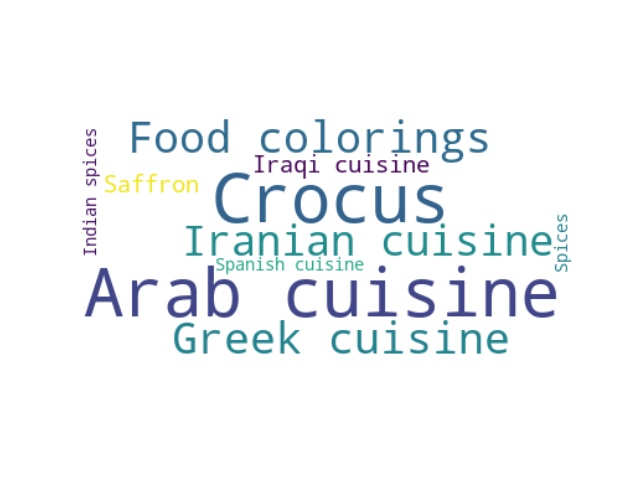 Food colorings
Iraqi cuisine
Indian spices
Saffron
Crocus
Iranian cuisine
Spices
Spanish cuisine
Arab cuisine
Greek cuisine